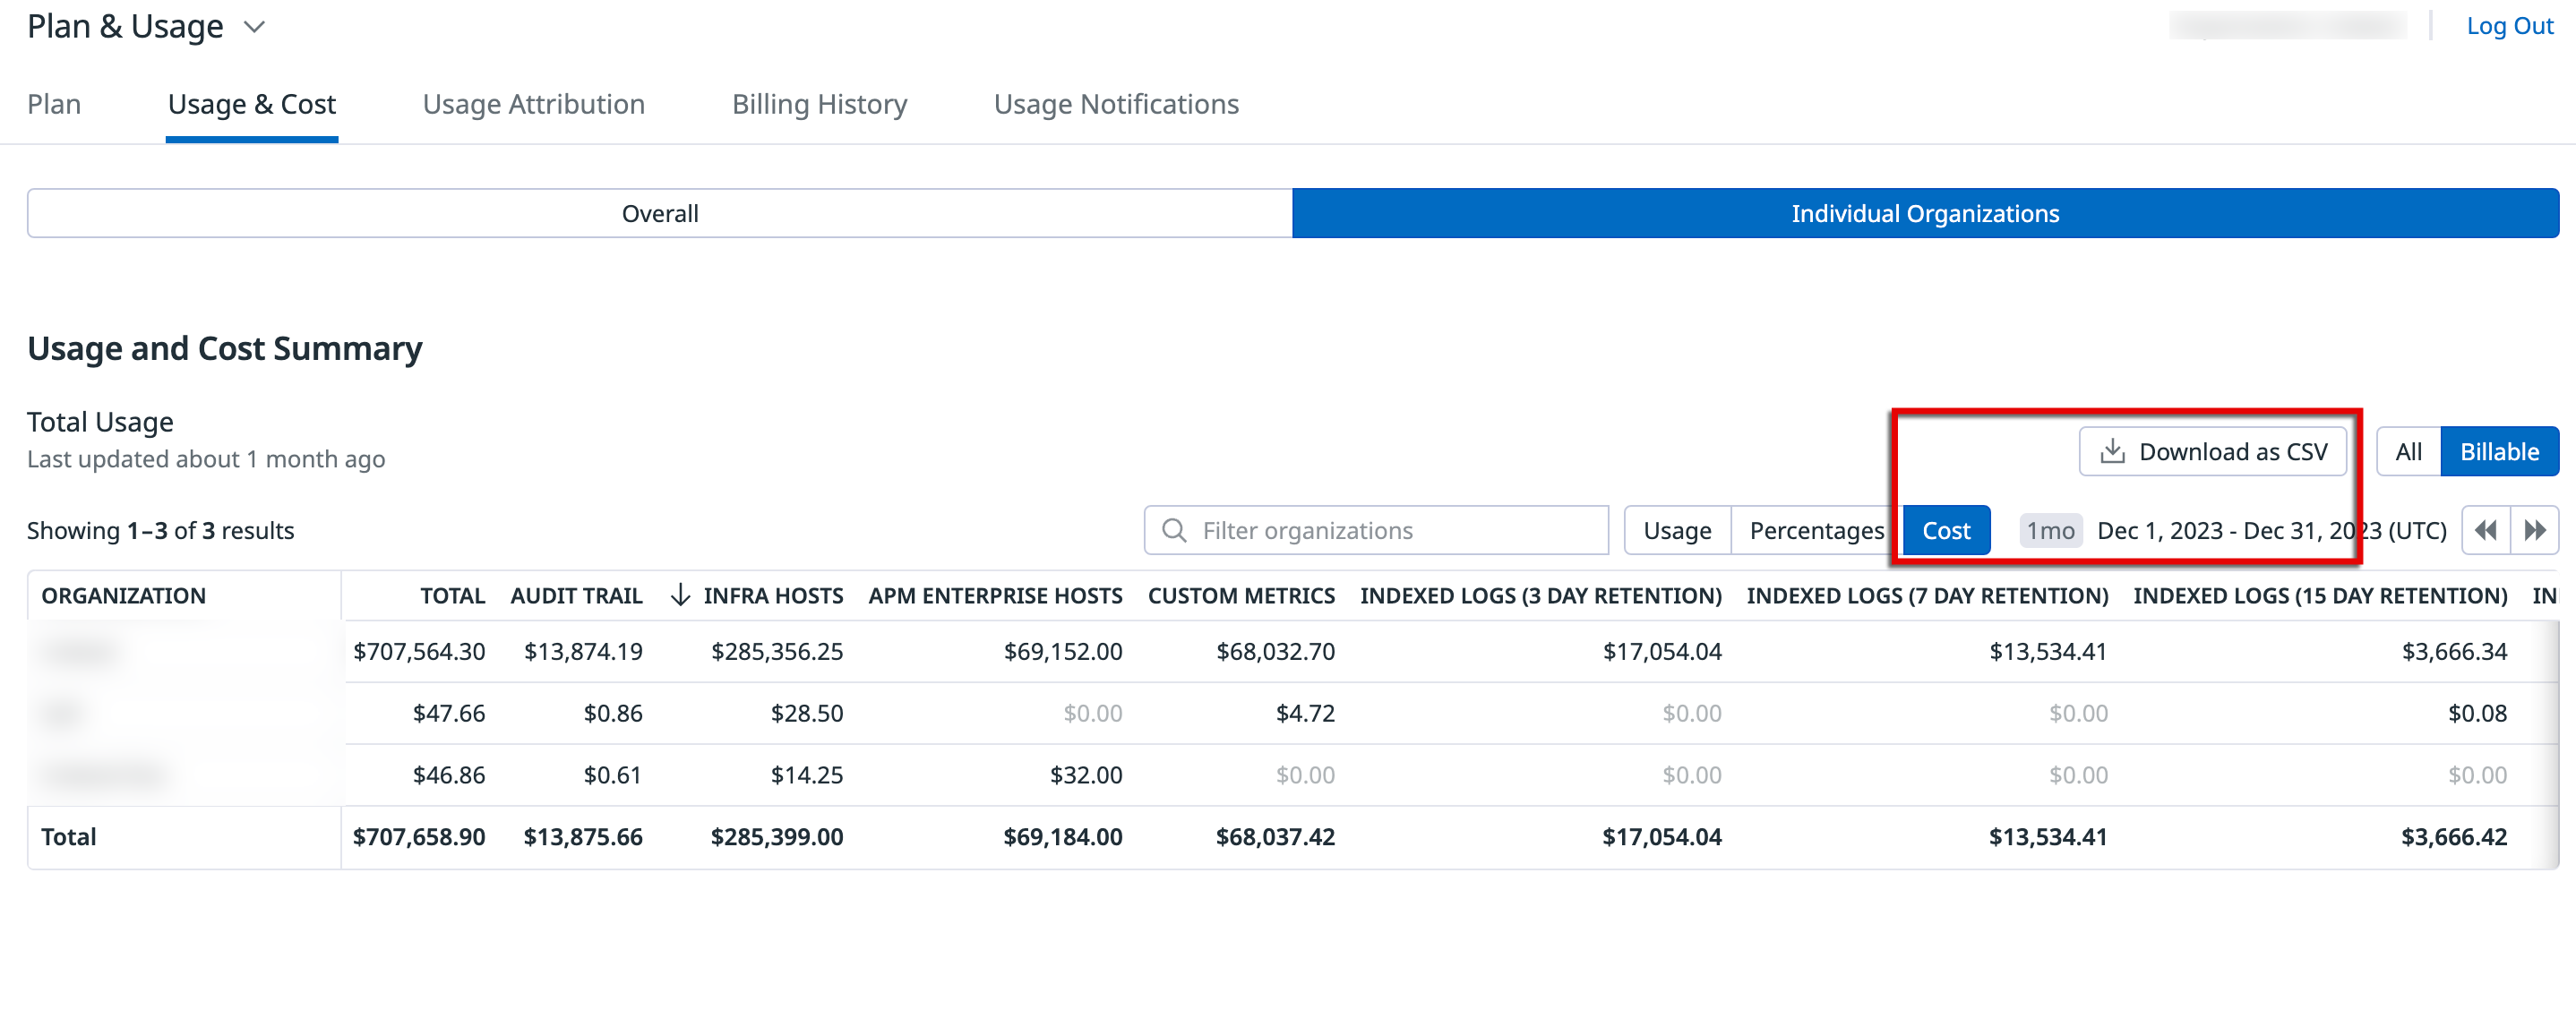 Plan & Usage
Log Out
Plan Usage & Cost Usage Attribution Billing History Usage Notifications
Overall Individual Organizations
Usage and Cost Summary
Total Usage
Last updated about 1 month ago
Download as CSV All Billable
Showing 1–3 of 3 results Filter organizations Usage Percentages Cost 1mo Dec 1, 2023 - Dec 31, 2023 (UTC)
ORGANIZATION TOTAL AUDIT TRAIL INFRA HOSTS APM ENTERPRISE HOSTS CUSTOM METRICS INDEXED LOGS (3 DAY RETENTION) INDEXED LOGS (7 DAY RETENTION) INDEXED LOGS (15 DAY RETENTION)
$707,564.30 $13,874.19 $285,356.25 $69,152.00 $68,032.70 $17,054.04 $13,534.41 $3,666.34
$47.66 $0.86 $28.50 $0.00 $4.72 $0.00 $0.00 $0.08
$46.86 $0.61 $14.25 $32.00 $0.00 $0.00 $0.00 $0.00
Total $707,658.90 $13,875.66 $285,399.00 $69,184.00 $68,037.42 $17,054.04 $13,534.41 $3,666.42